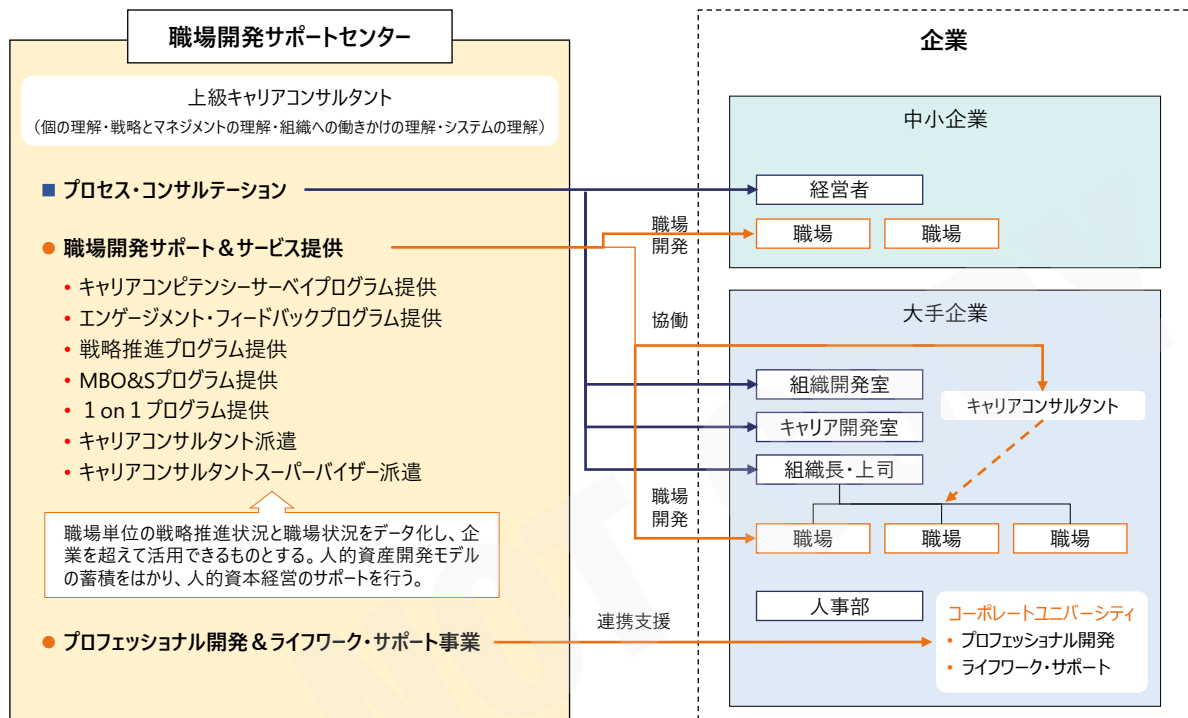 職場開発サポートセンター
上級キャリアコンサルタント
（個の理解・戦略とマネジメントの理解・組織への働きかけの理解・システムの理解）
■ プロセス・コンサルテーション
● 職場開発サポート＆サービス提供
• キャリアコンピテンシーサーベイプログラム提供
• エンゲージメント・フィードバックプログラム提供
• 戦略推進プログラム提供
• MBO&Sプログラム提供
• １on１プログラム提供
• キャリアコンサルタント派遣
• キャリアコンサルタントスーパーバイザー派遣
職場単位の戦略推進状況と職場状況をデータ化し、企
業を超えて活用できるものとする。人的資産開発モデル
の蓄積をはかり、人的資本経営のサポートを行う。
● プロフェッショナル開発＆ライフワーク・サポート事業
職場
開発
協働
職場
開発
連携支援
企業
中小企業
経営者
職場
職場
大手企業
組織開発室
キャリア開発室
組織長・上司
キャリアコンサルタント
職場
職場
職場
人事部
コーポレートユニバーシティ
• プロフェッショナル開発
• ライフワーク・サポート